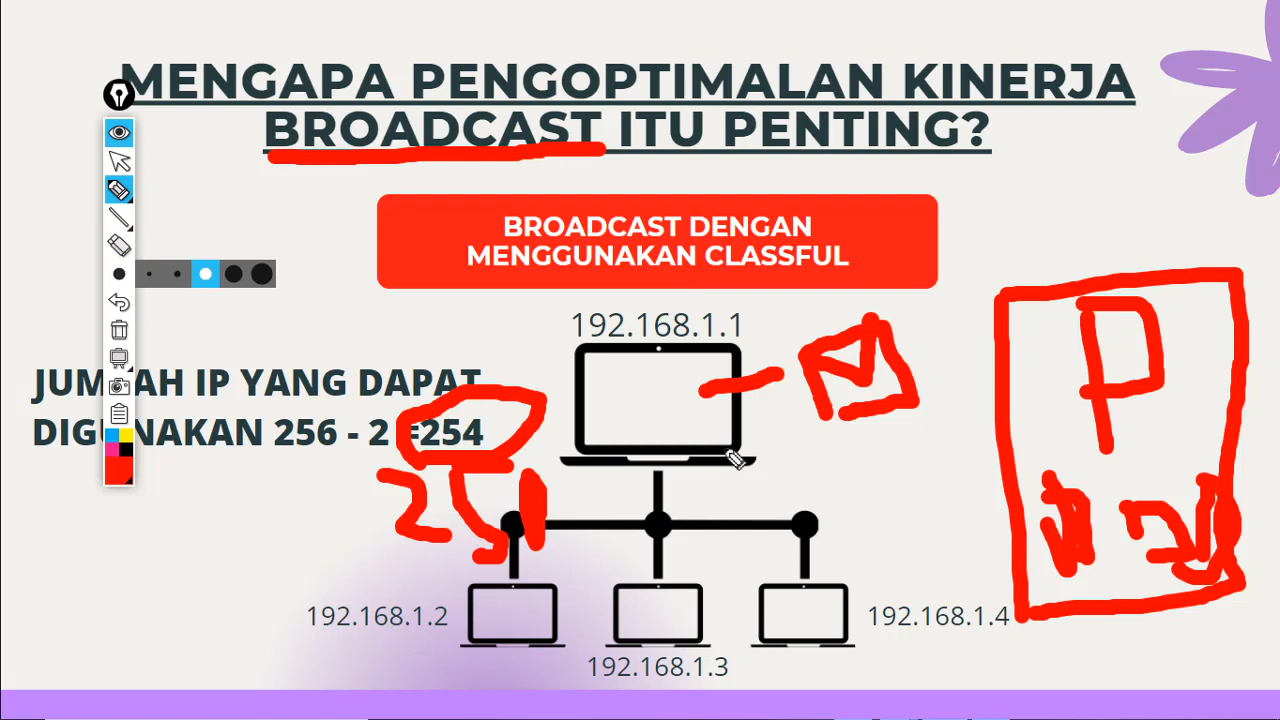 MENGAPA PENGOPTIMALAN KINERJA
BROADCAST ITU PENTING?
BROADCAST DENGAN
MENGGUNAKAN CLASSFUL
192.168.1.1
JUMLAH IP YANG DAPAT
DIGUNAKAN 256 - 2 =254
P
192.168.1.2
192.168.1.4
192.168.1.3